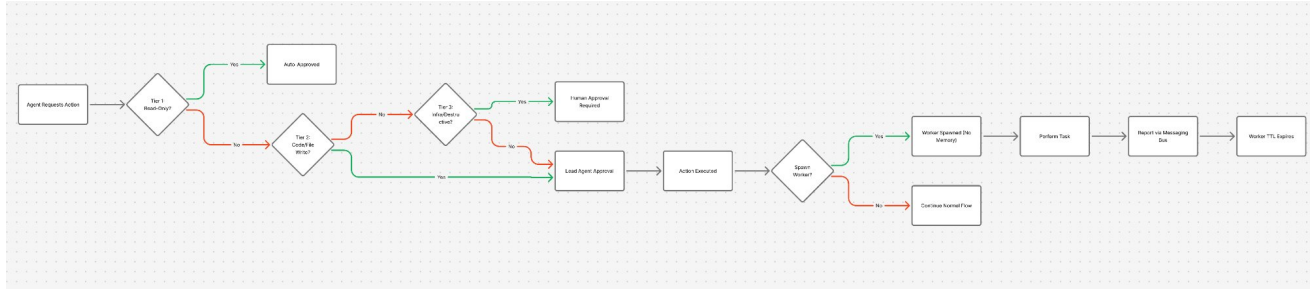 Agent Requests Action
Tier 1:
Read-Only?
Yes
Auto-Approved
No
Tier 2:
Code/File
Write?
No
Yes
Tier 3:
Infra/Destru
ctive?
Yes
Human Approval
Required
No
Lead Agent Approval
Action Executed
Spawn
Worker?
Yes
Worker Spawned (No
Memory)
Perform Task
Report via Messaging
Bus
Worker TTL Expires
No
Continue Normal Flow